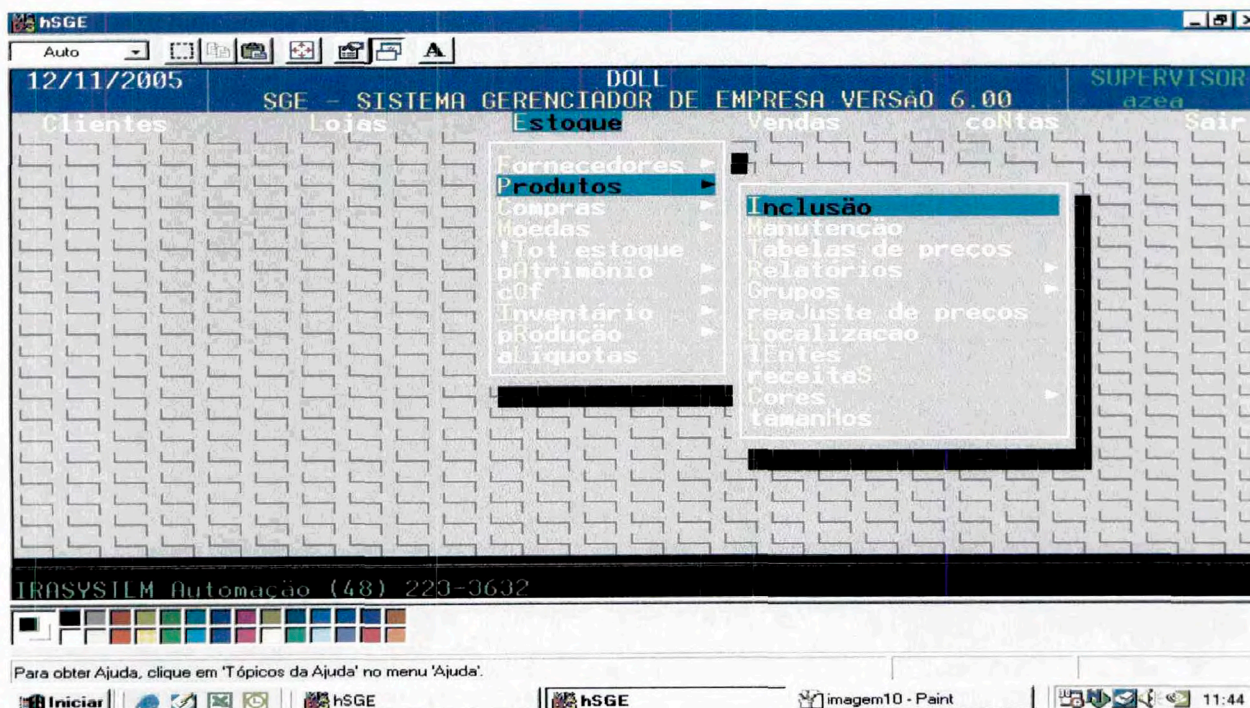 hSGE
Auto
A
12/11/2005 DOLL SUPERVISOR
SGE - SISTEMA GERENCIADOR DE EMPRESA VERSÃO 6.00 azea
Clientes Lojas Estoque Vendas coNtas Sair
Fornecedores
Produtos
Compras
Moedas
!Tot estoque
pAtrimônio
cOf
Inventário
pRodução
aLiquotas
Inclusão
Manutenção
Tabelas de preços
Relatórios
Grupos
reaJuste de preços
Localizacao
lEntes
receitaS
Cores
tamanHos
IRASYSTEM Automação (48) 223-3632
Para obter Ajuda, clique em 'Tópicos da Ajuda' no menu 'Ajuda'.
Iniciar hSGE hSGE imagem10 - Paint 11:44